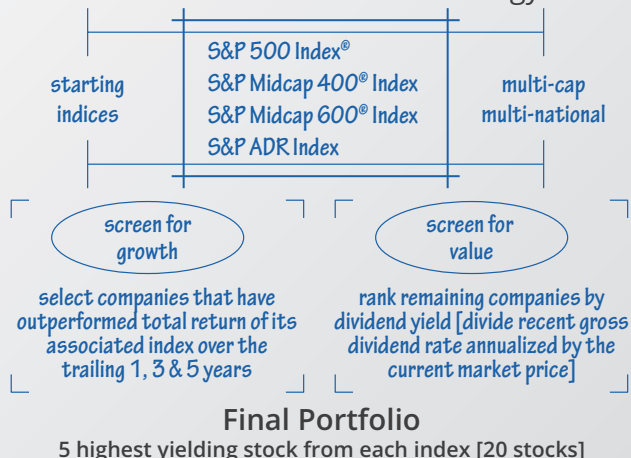 S&P 500 Index®
S&P Midcap 400® Index
S&P Midcap 600® Index
S&P ADR Index
starting
indices
multi-cap
multi-national
screen for
growth
select companies that have
outperformed total return of its
associated index over the
trailing 1, 3 & 5 years
screen for
value
rank remaining companies by
dividend yield [divide recent gross
dividend rate annualized by the
current market price]
Final Portfolio
5 highest yielding stock from each index [20 stocks]